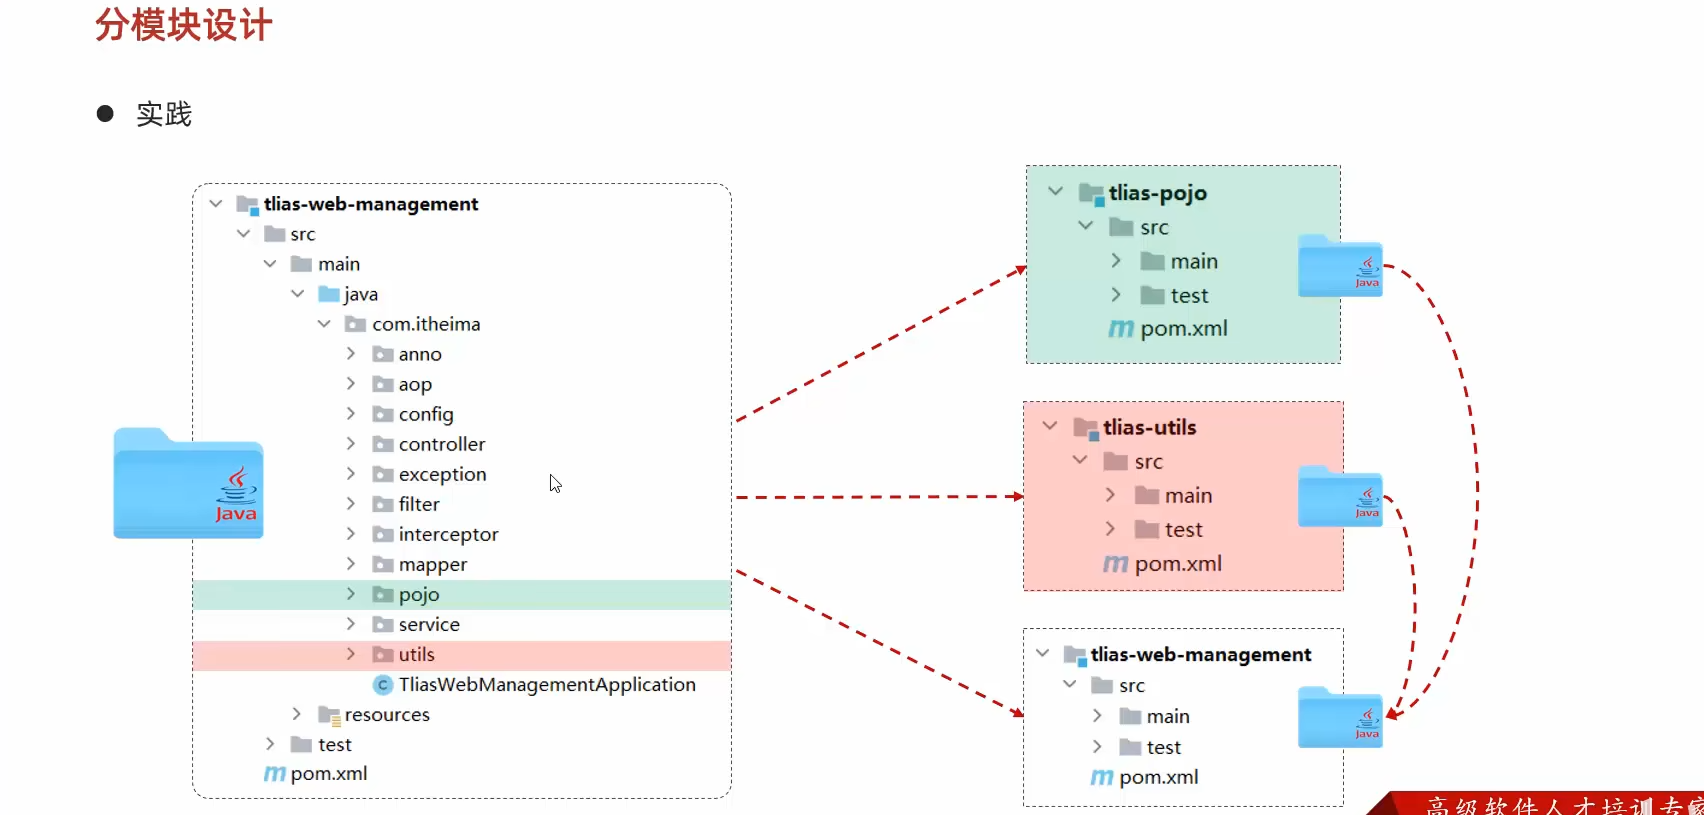 分模块设计
实践
tlias-web-management
src
main
java
com.itheima
anno
aop
config
controller
exception
filter
interceptor
mapper
pojo
service
utils
TliasWebManagementApplication
resources
test
pom.xml
Java
tlias-pojo
src
main
test
pom.xml
Java
tlias-utils
src
main
test
pom.xml
Java
tlias-web-management
src
main
test
pom.xml
Java
高级软件人才培训专家